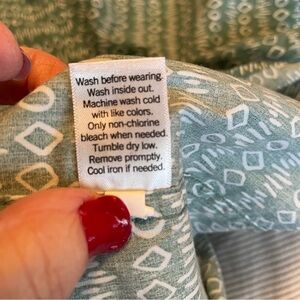 Wash before wearing.
Wash inside out.
Machine wash cold
with like colors.
Only non-chlorine
bleach when needed.
Tumble dry low.
Remove promptly.
Cool iron if needed.